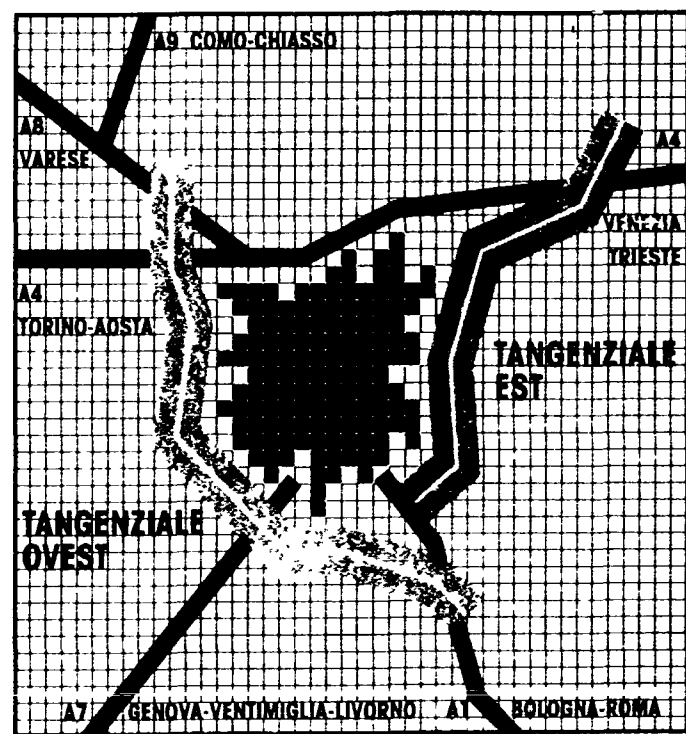 A9 COMO-CHIASSO
A8
VARESE
A4
VENEZIA
TRIESTE
A4
TORINO-AOSTA
TANGENZIALE
EST
TANGENZIALE
OVEST
A7 GENOVA-VENTIMIGLIA-LIVORNO A1 BOLOGNA-ROMA